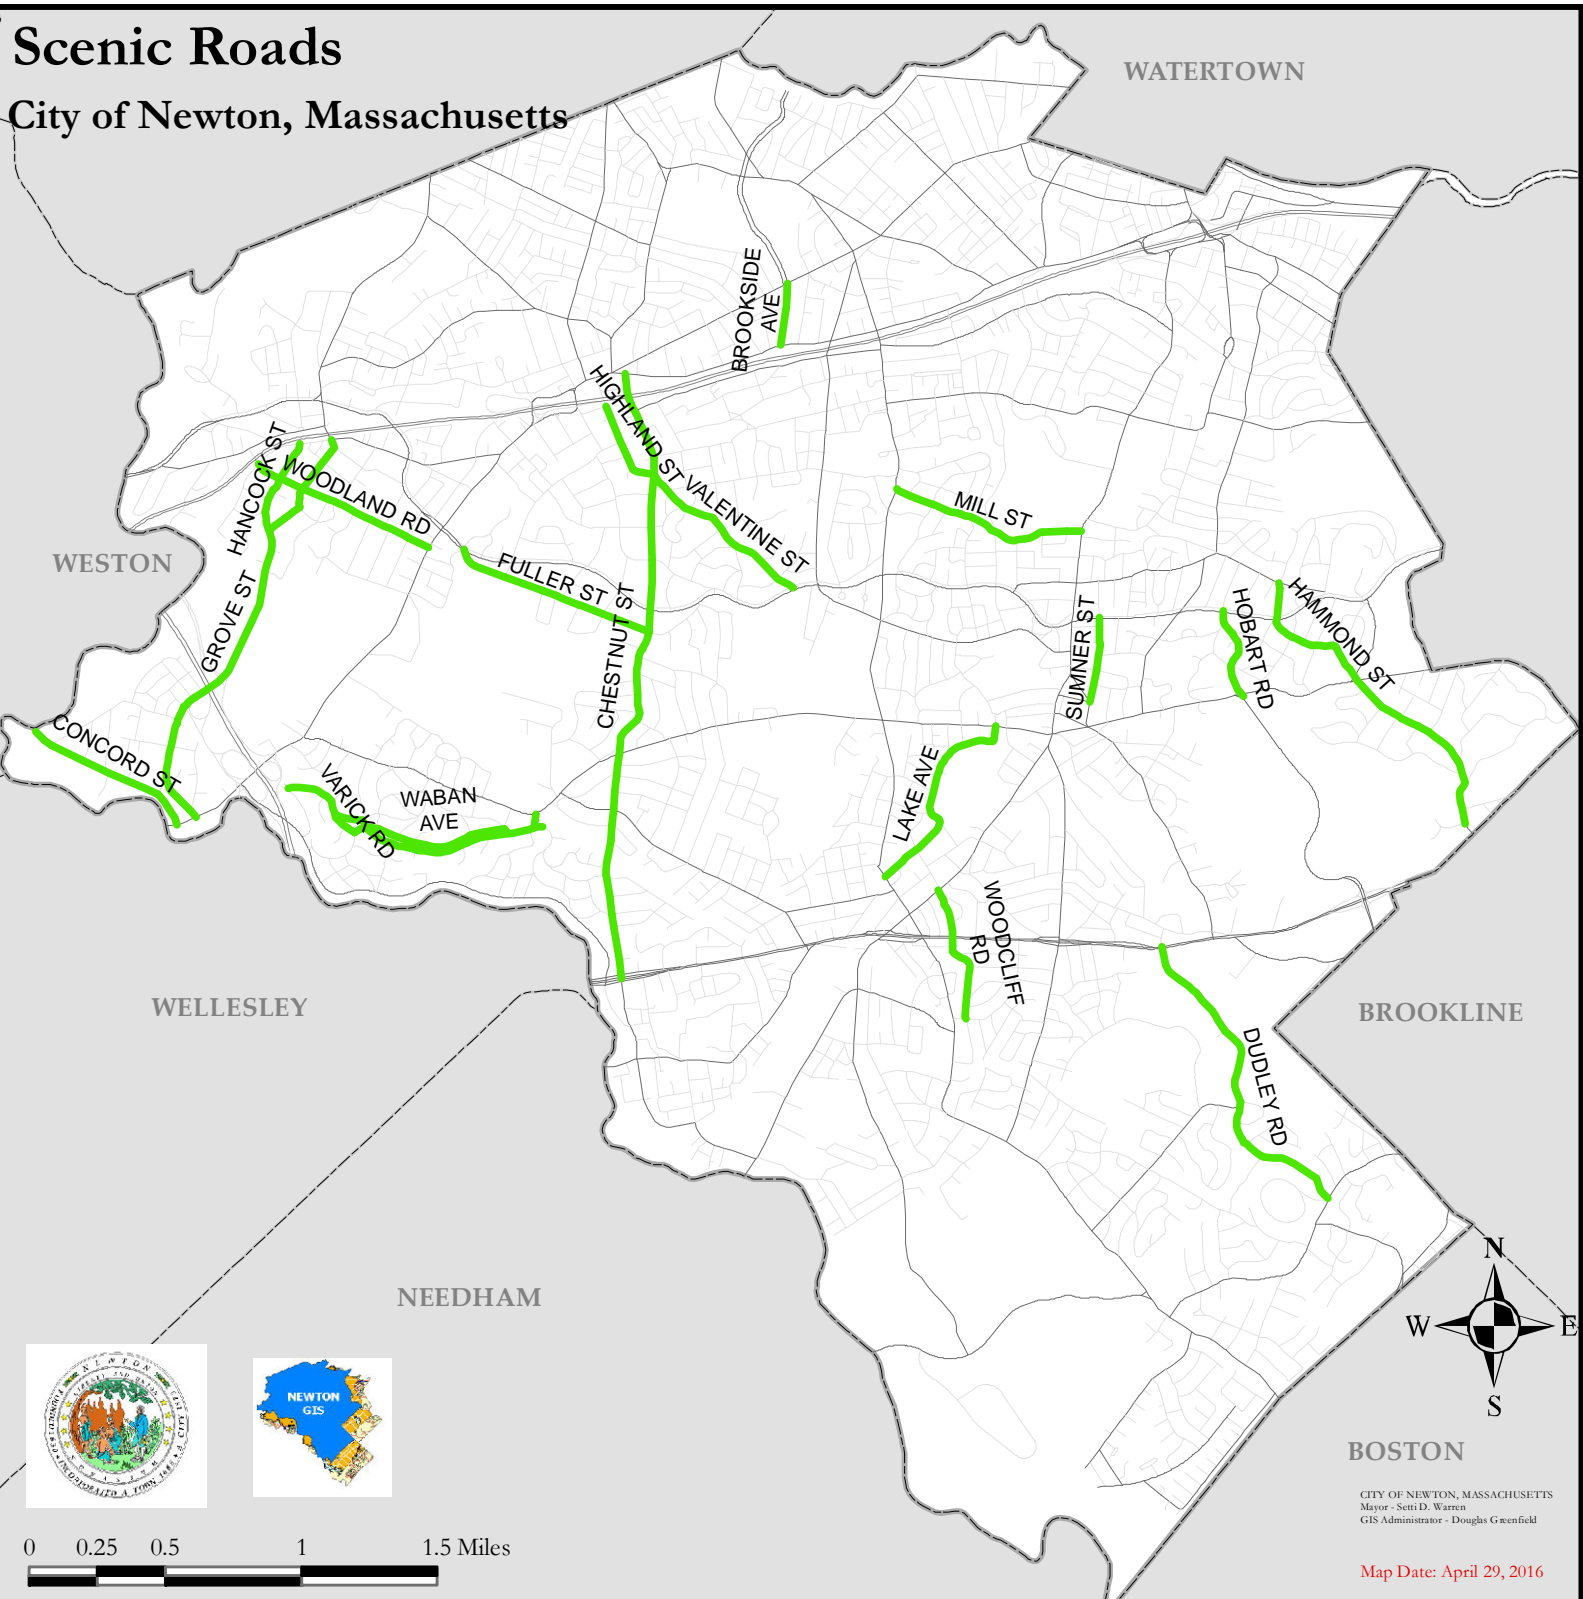 Scenic Roads
City of Newton, Massachusetts
WATERTOWN
BROOKSIDE
AVE
HIGHLAND ST
HANCOCK ST
WOODLAND RD
VALENTINE ST
MILL ST
WESTON
FULLER ST
GROVE ST
CHESTNUT ST
SUMNER ST
HOBART RD
HAMMOND ST
CONCORD ST
VARICK RD
WABAN
AVE
LAKE AVE
WOODCLIFF
RD
WELLESLEY
BROOKLINE
DUDLEY RD
NEEDHAM
N
W
E
S
NEWTON
NEWTON
GIS
BOSTON
CITY OF NEWTON, MASSACHUSETTS
Mayor - Setti D. Warren
GIS Administrator - Douglas Greenfield
0 0.25 0.5 1 1.5 Miles
Map Date: April 29, 2016